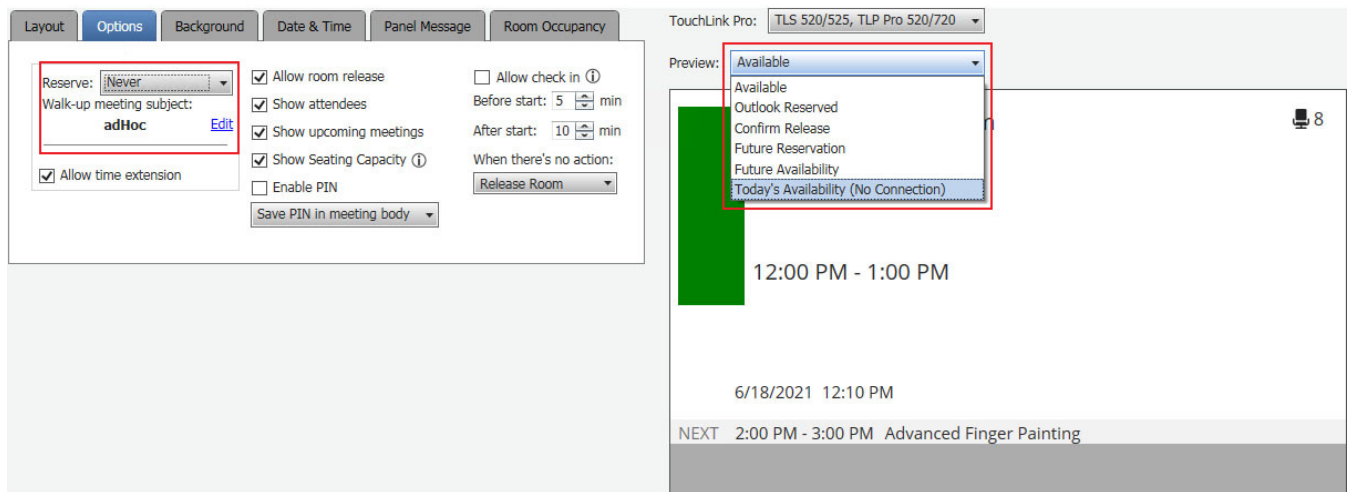 Layout
Options
Background
Date & Time
Panel Message
Room Occupancy
Reserve: Never
Walk-up meeting subject:
adHoc Edit
Allow time extension
Allow room release
Show attendees
Show upcoming meetings
Show Seating Capacity
Enable PIN
Save PIN in meeting body
Allow check in
Before start: 5 min
After start: 10 min
When there's no action:
Release Room
TouchLink Pro: TLS 520/525, TLP Pro 520/720
Preview: Available
Available
Outlook Reserved
Confirm Release
Future Reservation
Future Availability
Today's Availability (No Connection)
8
12:00 PM - 1:00 PM
6/18/2021 12:10 PM
NEXT 2:00 PM - 3:00 PM Advanced Finger Painting